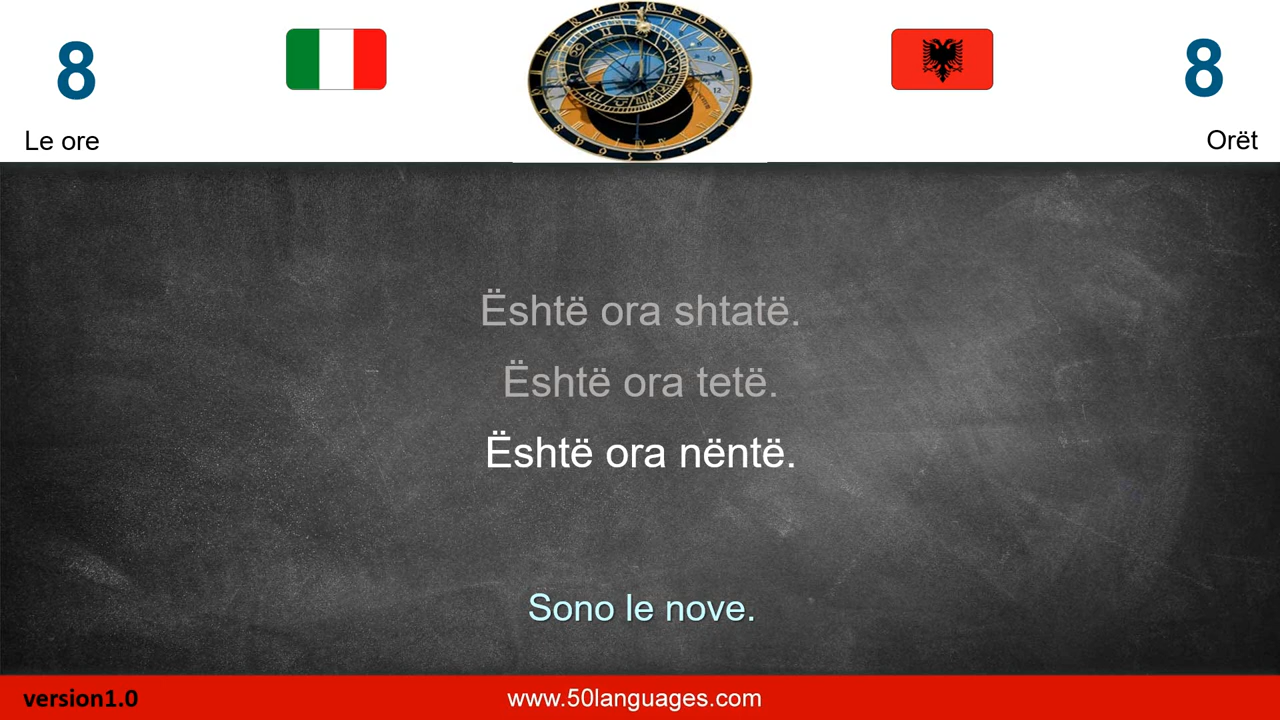 8
8
Le ore
Orët
Është ora shtatë.
Është ora tetë.
Është ora nëntë.
Sono le nove.
version1.0
www.50languages.com